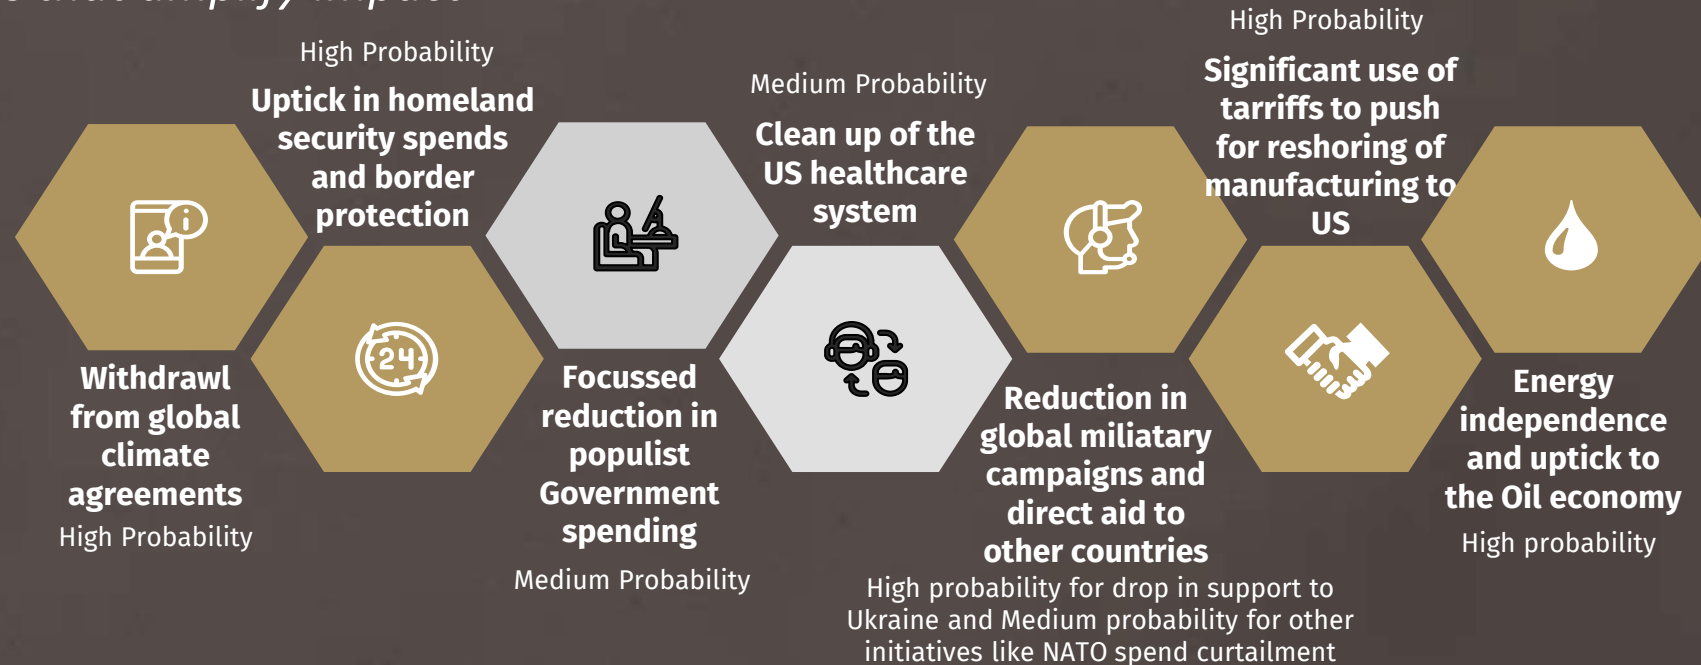 High Probability
Uptick in homeland
security spends
and border
protection
Medium Probability
Clean up of the
US healthcare
system
High Probability
Significant use of
tarriffs to push
for reshoring of
manufacturing to
US
24
Withdrawl
from global
climate
agreements
High Probability
Focussed
reduction in
populist
Government
spending
Medium Probability
Reduction in
global miliatary
campaigns and
direct aid to
other countries
High probability for drop in support to
Ukraine and Medium probability for other
initiatives like NATO spend curtailment
Energy
independence
and uptick to
the Oil economy
High probability